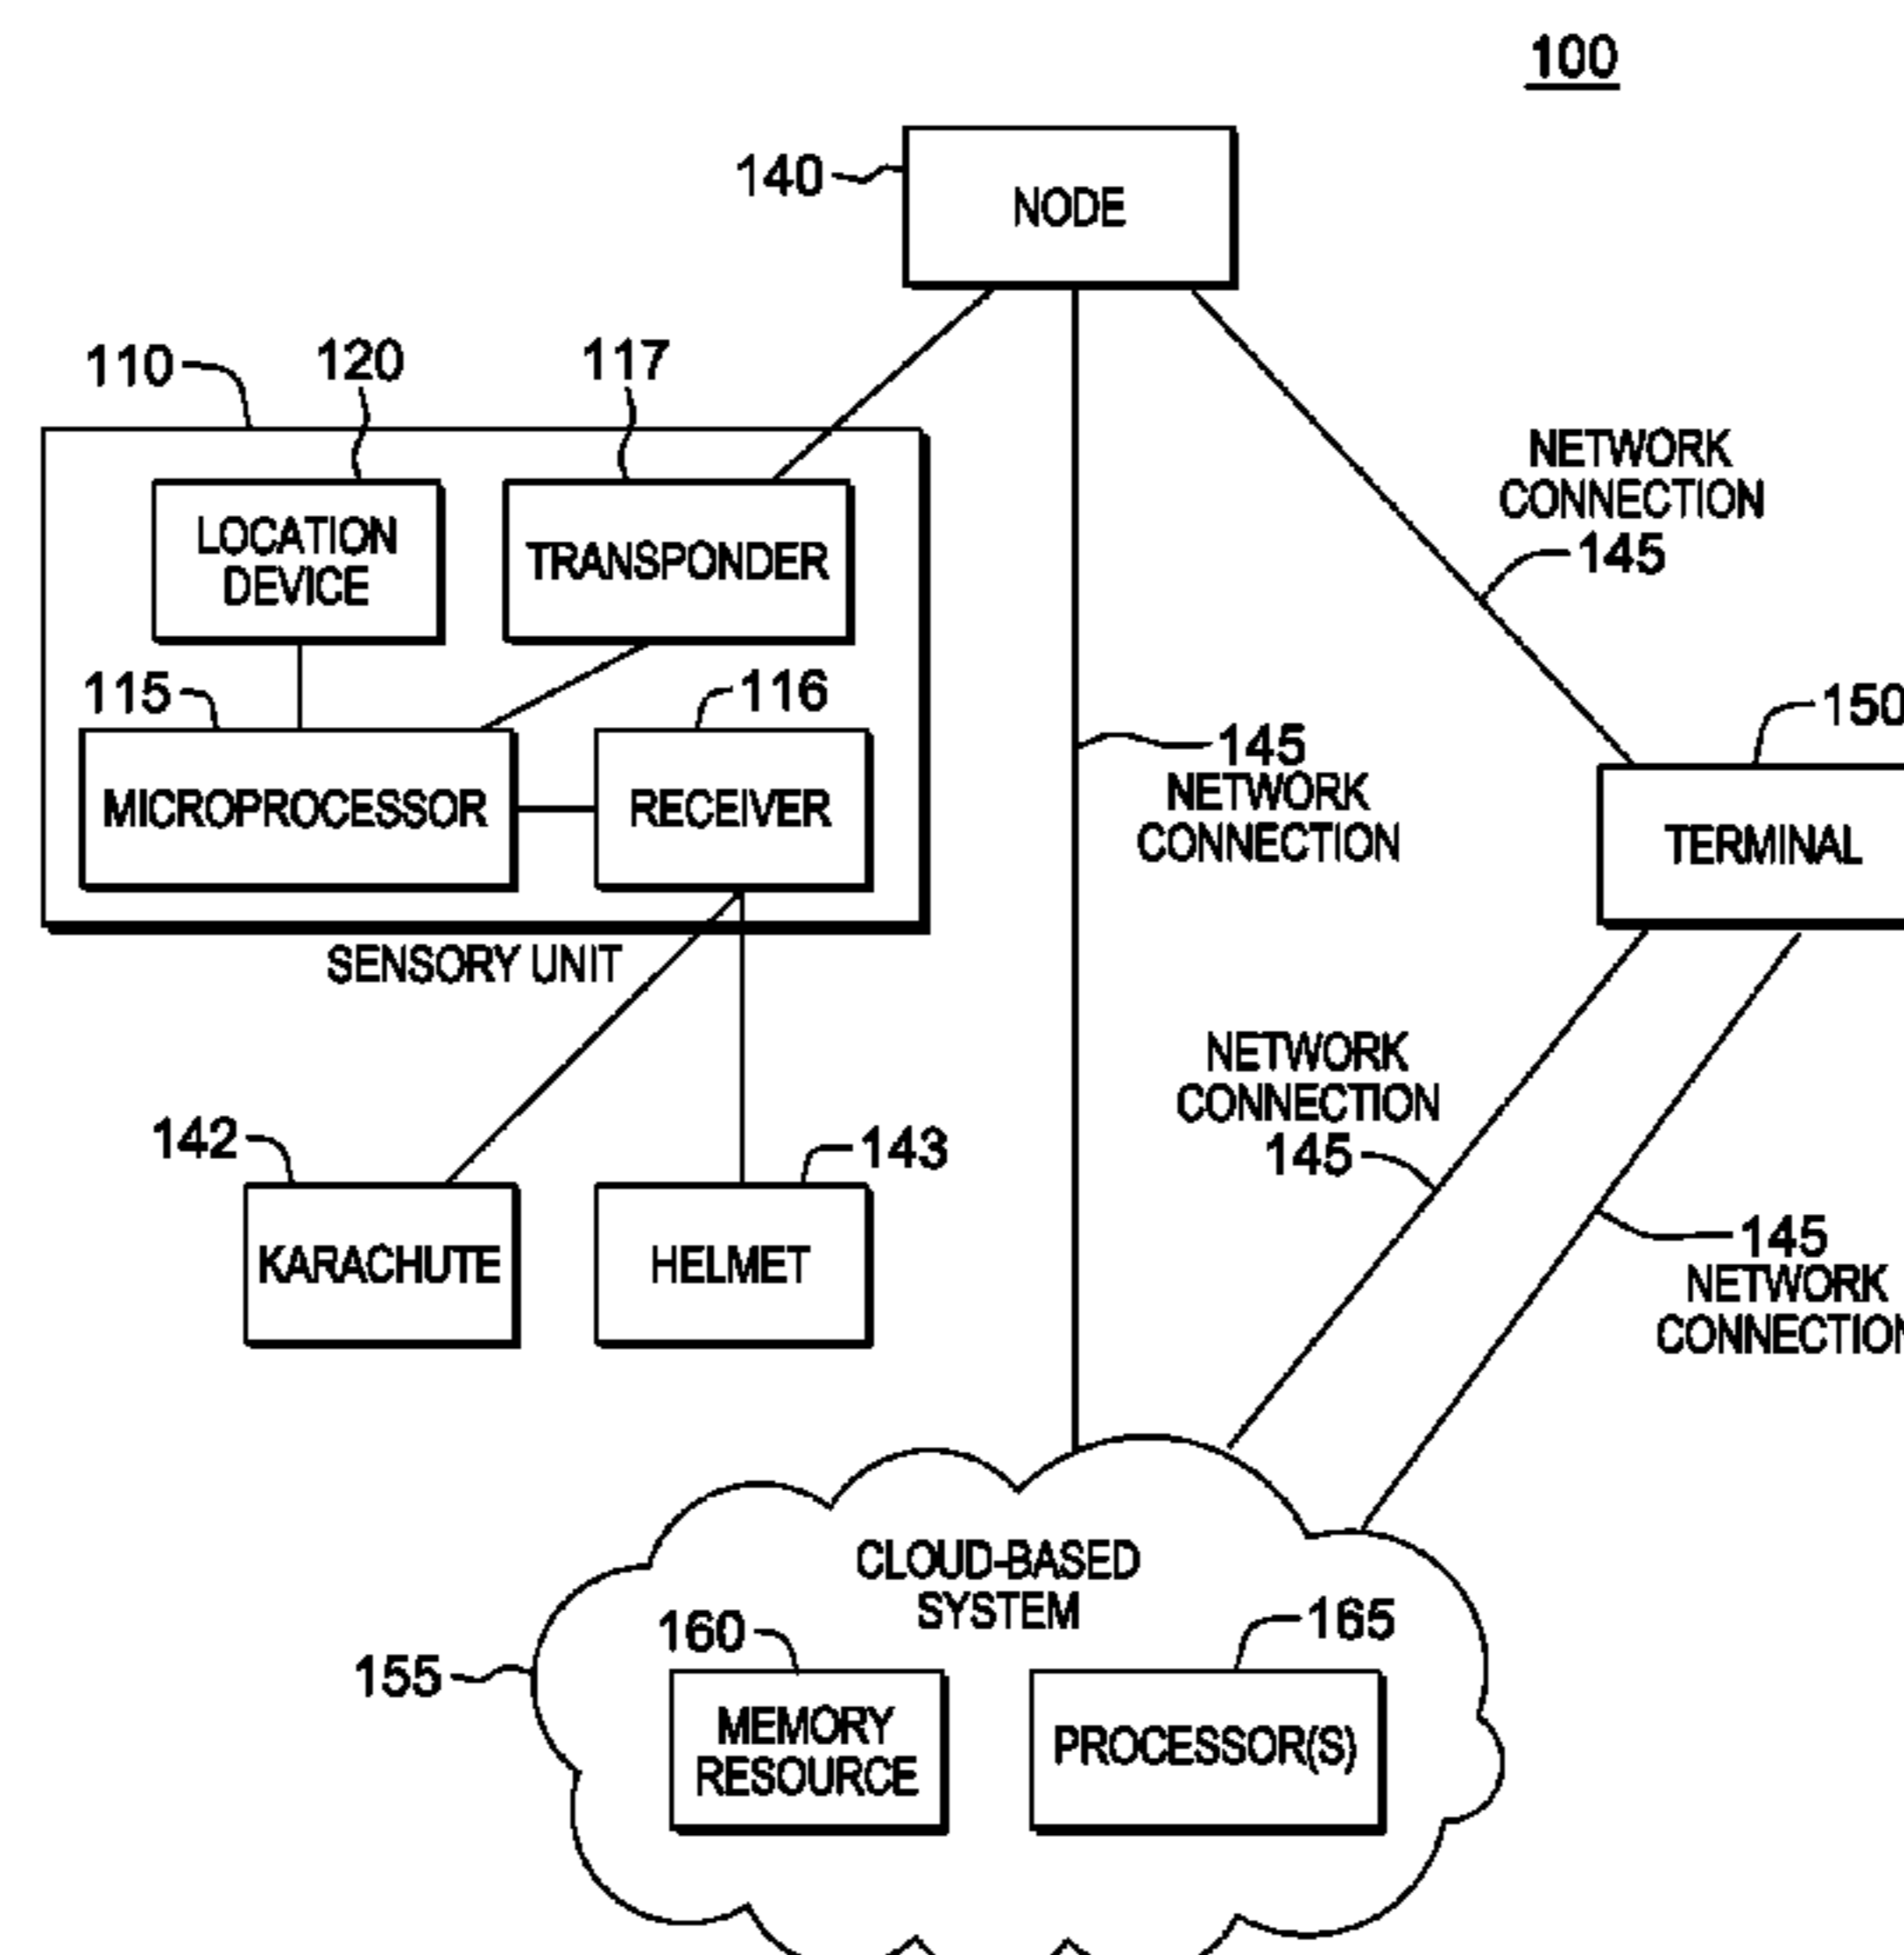 100
140
NODE
110
120
117
LOCATION
DEVICE
TRANSPONDER
NETWORK
CONNECTION
145
115
116
150
MICROPROCESSOR
RECEIVER
145
NETWORK
CONNECTION
TERMINAL
SENSORY UNIT
NETWORK
CONNECTION
145
142
143
KARACHUTE
HELMET
145
NETWORK
CONNECTION
CLOUD-BASED
SYSTEM
160
165
155
MEMORY
RESOURCE
PROCESSOR(S)